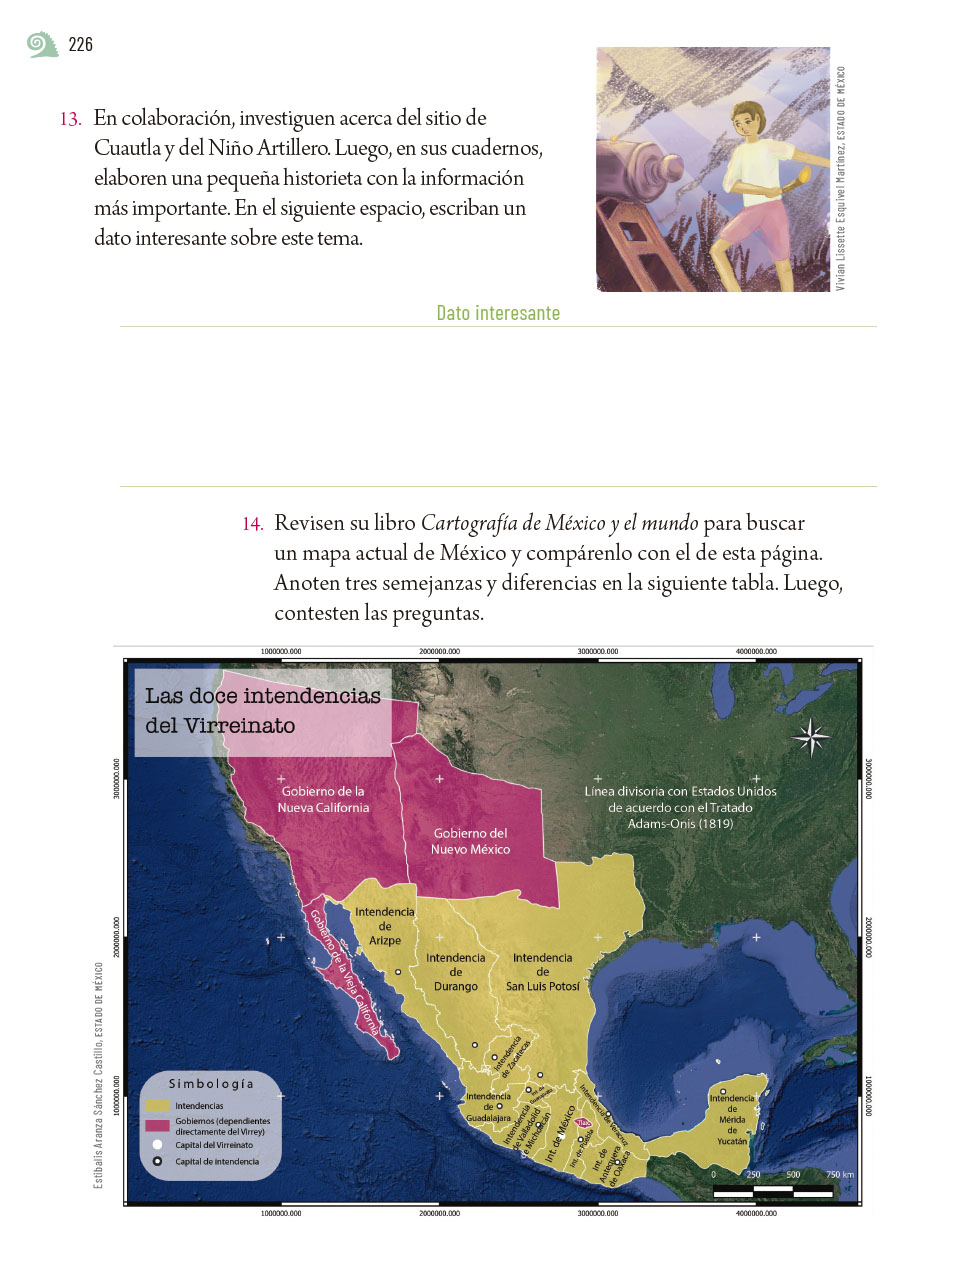 226
13. En colaboración, investiguen acerca del sitio de
Cuautla y del Niño Artillero. Luego, en sus cuadernos,
elaboren una pequeña historieta con la información
más importante. En el siguiente espacio, escriban un
dato interesante sobre este tema.
Vivian Lissette Esquivel Martínez, ESTADO DE MÉXICO
Dato interesante
14. Revisen su libro Cartografía de México y el mundo para buscar
un mapa actual de México y compárenlo con el de esta página.
Anoten tres semejanzas y diferencias en la siguiente tabla. Luego,
contesten las preguntas.
1000000.000 2000000.000 3000000.000 4000000.000
Las doce intendencias
del Virreinato
3000000.000
3000000.000
Gobierno de la
Nueva California
Línea divisoria con Estados Unidos
de acuerdo con el Tratado
Adams-Onis (1819)
Gobierno del
Nuevo México
2000000.000
2000000.000
Intendencia
de
Arizpe
Gobierno de la Vieja California
Intendencia
de
Durango
Intendencia
de
San Luis Potosí
Intendencia
de Zacatecas
1000000.000
1000000.000
Intendencia
de
Guadalajara
Intendencia
de Valladolid
de Michoacán
Int. de México
Tlax.
Int. de Puebla
Intendencia de Veracruz
Int. de
Antequera
de Oaxaca
Intendencia
de
Mérida
de
Yucatán
Simbología
Intendencias
Gobiernos (dependientes
directamente del Virrey)
Capital del Virreinato
Capital de intendencia
0 250 500 750 km
1000000.000 2000000.000 3000000.000 4000000.000
Estíbalis Aranza Sánchez Castillo, ESTADO DE MÉXICO